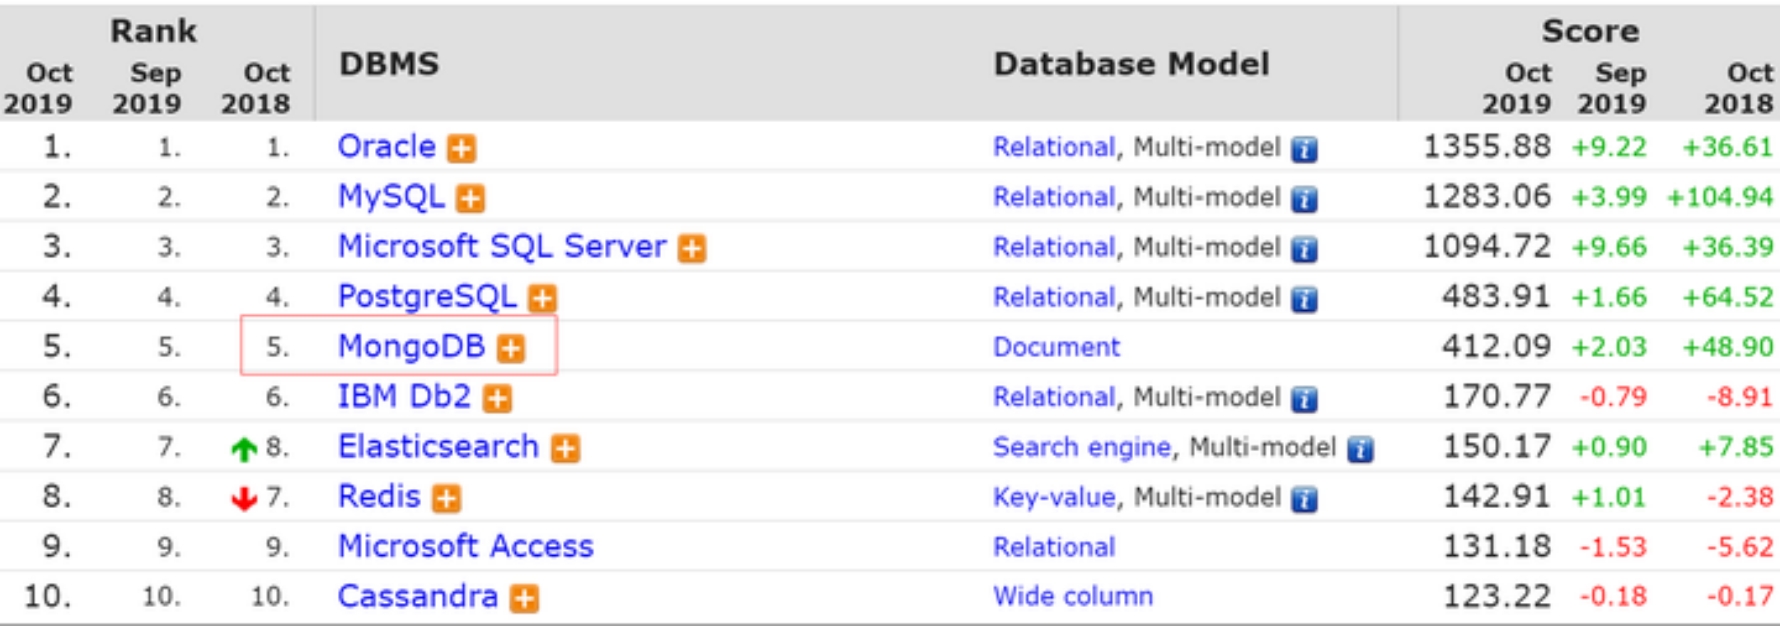 Rank Score
Oct Sep Oct DBMS Database Model Oct Sep Oct
2019 2019 2018 2019 2019 2018
1. 1. 1. Oracle Relational, Multi-model 1355.88 +9.22 +36.61
2. 2. 2. MySQL Relational, Multi-model 1283.06 +3.99 +104.94
3. 3. 3. Microsoft SQL Server Relational, Multi-model 1094.72 +9.66 +36.39
4. 4. 4. PostgreSQL Relational, Multi-model 483.91 +1.66 +64.52
5. 5. 5. MongoDB Document 412.09 +2.03 +48.90
6. 6. 6. IBM Db2 Relational, Multi-model 170.77 -0.79 -8.91
7. 7. 8. Elasticsearch Search engine, Multi-model 150.17 +0.90 +7.85
8. 8. 7. Redis Key-value, Multi-model 142.91 +1.01 -2.38
9. 9. 9. Microsoft Access Relational 131.18 -1.53 -5.62
10. 10. 10. Cassandra Wide column 123.22 -0.18 -0.17